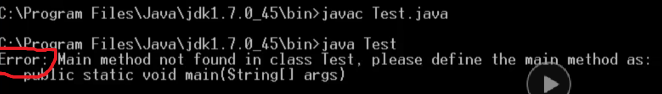 C:\Program Files\Java\jdk1.7.0_45\bin>javac Test.java
C:\Program Files\Java\jdk1.7.0_45\bin>java Test
Error: Main method not found in class Test, please define the main method as:
public static void main(String[] args)